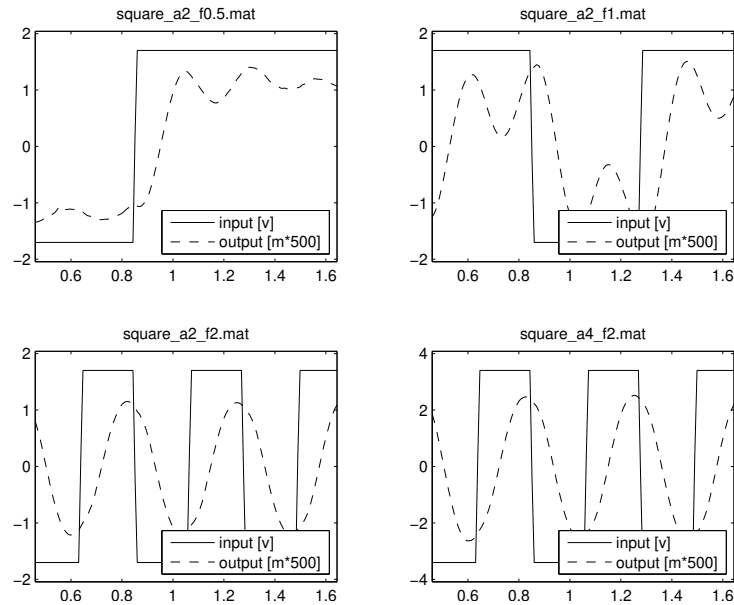 square_a2_f0.5.mat
2
1
0
−1
−2
0.6 0.8 1 1.2 1.4 1.6
input [v]
output [m*500]
square_a2_f1.mat
2
1
0
−1
−2
0.6 0.8 1 1.2 1.4 1.6
input [v]
output [m*500]
square_a2_f2.mat
2
1
0
−1
−2
0.6 0.8 1 1.2 1.4 1.6
input [v]
output [m*500]
square_a4_f2.mat
4
2
0
−2
−4
0.6 0.8 1 1.2 1.4 1.6
input [v]
output [m*500]